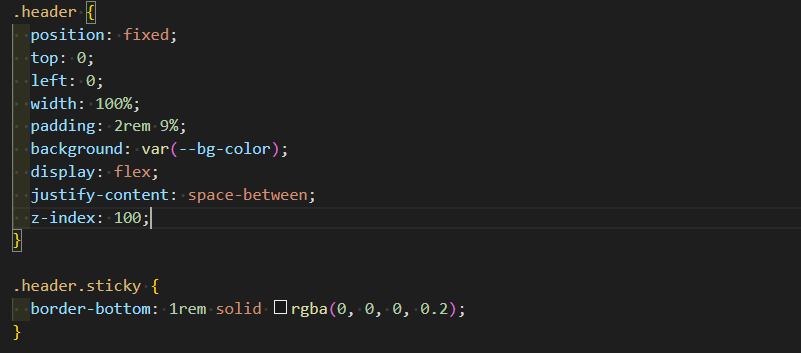 .header {
  position: fixed;
  top: 0;
  left: 0;
  width: 100%;
  padding: 2rem 9%;
  background: var(--bg-color);
  display: flex;
  justify-content: space-between;
  z-index: 100;
}

.header.sticky {
  border-bottom: 1rem solid rgba(0, 0, 0, 0.2);
}